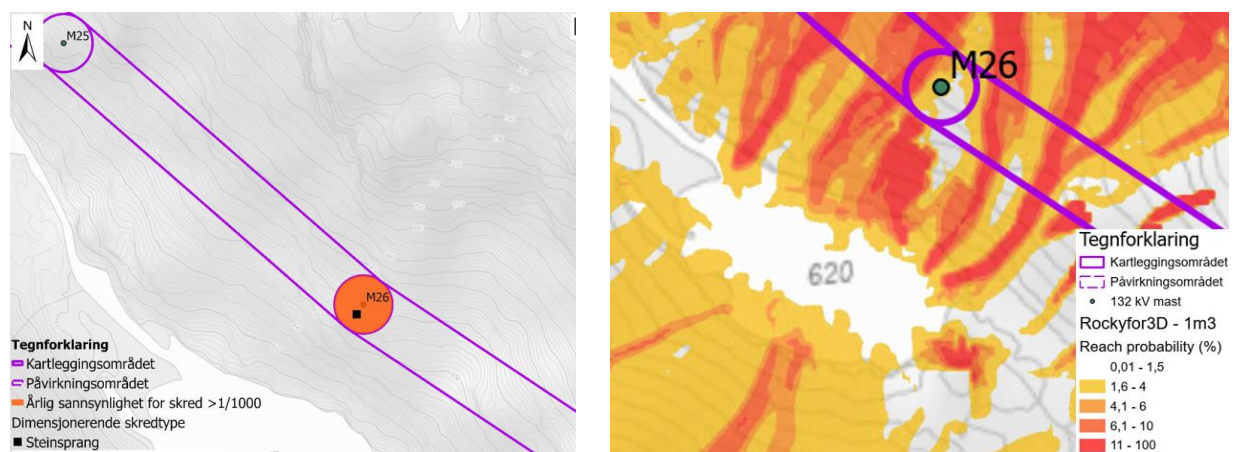 N
M25
M26
Tegnforklaring
Kartleggingsområdet
Påvirkningsområdet
Årlig sannsynlighet for skred >1/1000
Dimensjonerende skredtype
Steinsprang
M26
620
Tegnforklaring
Kartleggingsområdet
Påvirkningsområdet
132 kV mast
Rockyfor3D - 1m3
Reach probability (%)
0,01 - 1,5
1,6 - 4
4,1 - 6
6,1 - 10
11 - 100